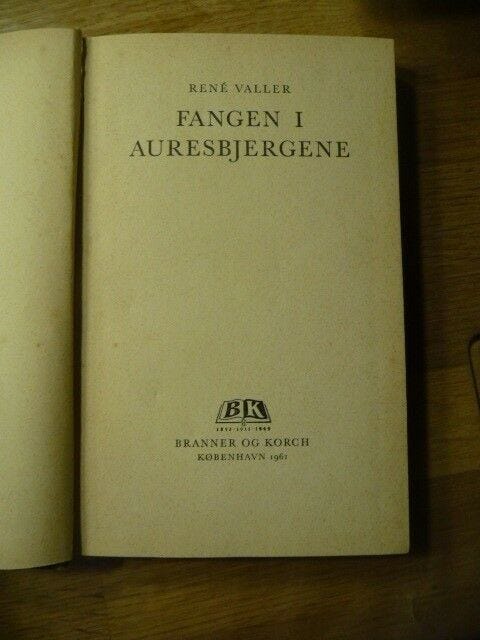 RENÉ VALLER
FANGEN I
AURESBJERGENE
BK
BRANNER OG KORCH
KØBENHAVN 1961